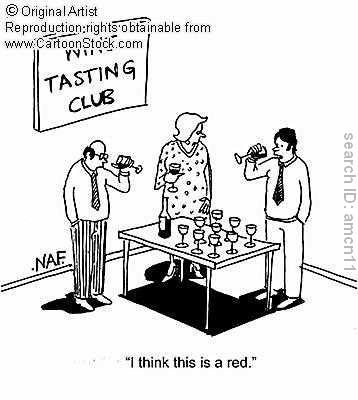 © Original Artist
Reproduction rights obtainable from
www.CartoonStock.com
WINE
TASTING
CLUB
NAF.
"I think this is a red."
search ID: amcn11